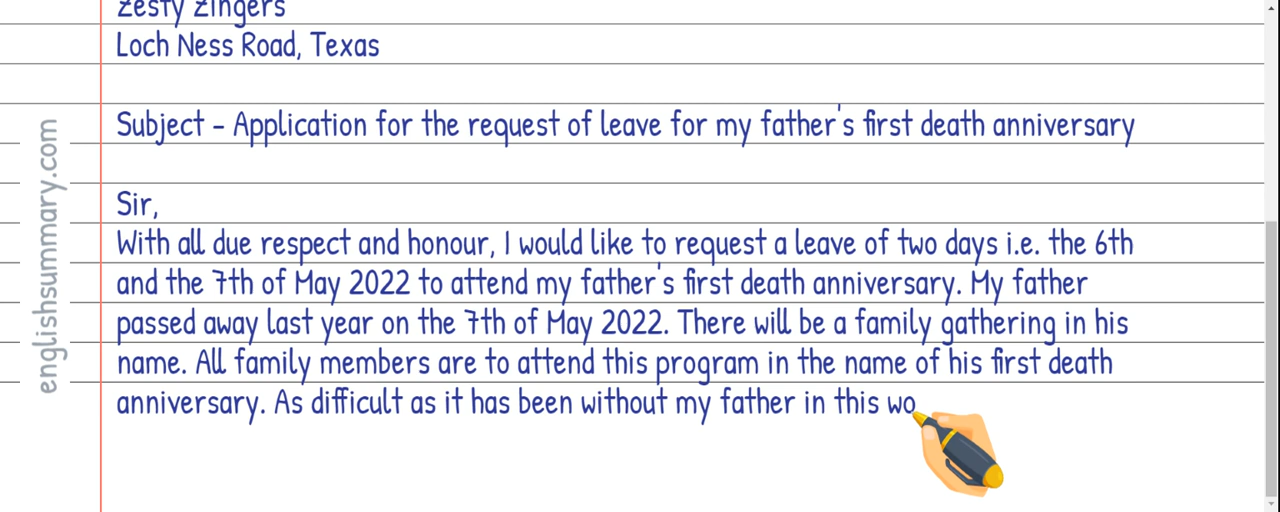 Zesty Zingers
Loch Ness Road, Texas
Subject - Application for the request of leave for my father's first death anniversary
Sir,
With all due respect and honour, I would like to request a leave of two days i.e. the 6th
and the 7th of May 2022 to attend my father's first death anniversary. My father
passed away last year on the 7th of May 2022. There will be a family gathering in his
name. All family members are to attend this program in the name of his first death
anniversary. As difficult as it has been without my father in this wo
englishsummary.com